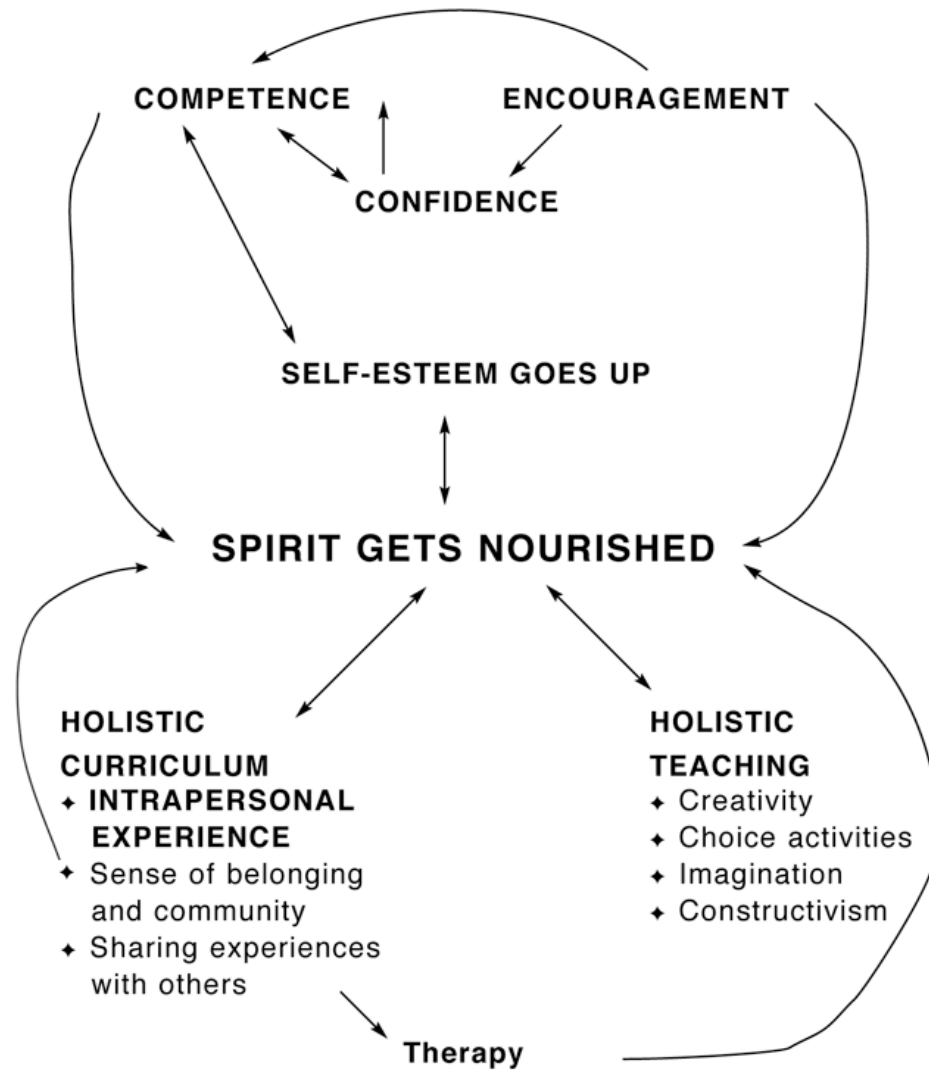 COMPETENCE
ENCOURAGEMENT
CONFIDENCE
SELF-ESTEEM GOES UP
SPIRIT GETS NOURISHED
HOLISTIC
CURRICULUM
✦ INTRAPERSONAL
EXPERIENCE
✦ Sense of belonging
and community
✦ Sharing experiences
with others
HOLISTIC
TEACHING
✦ Creativity
✦ Choice activities
✦ Imagination
✦ Constructivism
Therapy